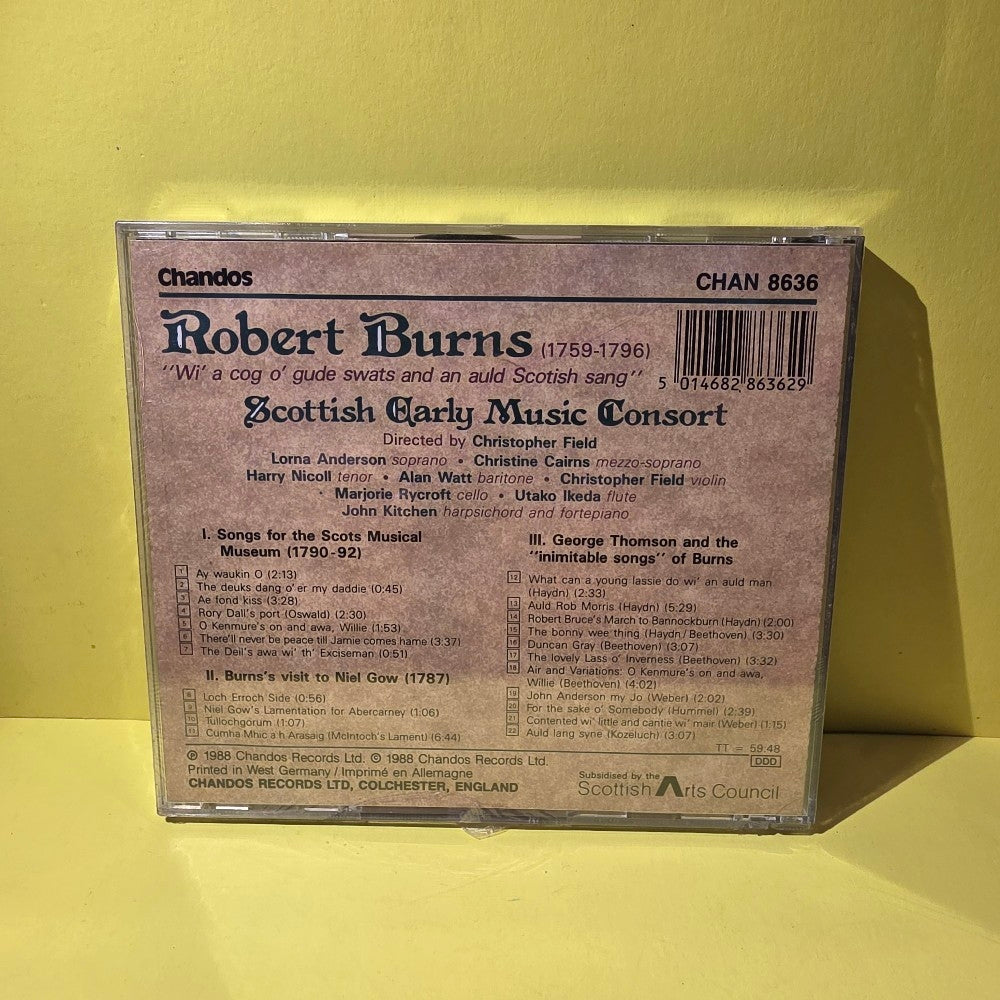 Chandos
CHAN 8636
Robert Burns (1759-1796)
"Wi' a cog o' gude swats and an auld Scotish sang"
5 014682 863629
Scottish Early Music Consort
Directed by Christopher Field
Lorna Anderson soprano • Christine Cairns mezzo-soprano
Harry Nicoll tenor • Alan Watt baritone • Christopher Field violin
• Marjorie Rycroft cello • Utako Ikeda flute
John Kitchen harpsichord and fortepiano
I. Songs for the Scots Musical
Museum (1790-92)
1 Ay waukin O (2:13)
2 The deuks dang o'er my daddie (0:45)
3 Ae fond kiss (3:28)
4 Rory Dall's port (Oswald) (2:30)
5 O Kenmure's on and awa, Willie (1:53)
6 There'll never be peace till Jamie comes hame (3:37)
7 The Deil's awa wi' th' Exciseman (0:51)
II. Burns's visit to Niel Gow (1787)
8 Loch Erroch Side (0:56)
9 Niel Gow's Lamentation for Abercarney (1:06)
10 Tullochgorum (1:07)
11 Cumha Mhic a h Arasaig (McIntoch's Lament) (6:44)
III. George Thomson and the
"inimitable songs" of Burns
12 What can a young lassie do wi' an auld man
(Haydn) (2:33)
13 Auld Rob Morris (Haydn) (5:29)
14 Robert Bruce's March to Bannockburn (Haydn) (2:00)
15 The bonny wee thing (Haydn/Beethoven) (3:30)
16 Duncan Gray (Beethoven) (3:07)
17 The lovely Lass o' Inverness (Beethoven) (3:32)
18 Air and Variations: O Kenmure's on and awa,
Willie (Beethoven) (4:02)
19 John Anderson my Jo (Weber) (2:02)
20 For the sake o' Somebody (Hummel) (2:39)
21 Contented wi' little and cantie wi' mair (Weber) (1:15)
22 Auld lang syne (Kozeluch) (3:07)
TT = 59:48
DDD
℗ 1988 Chandos Records Ltd. © 1988 Chandos Records Ltd.
Printed in West Germany / Imprimé en Allemagne
CHANDOS RECORDS LTD, COLCHESTER, ENGLAND
Subsidised by the
Scottish Arts Council